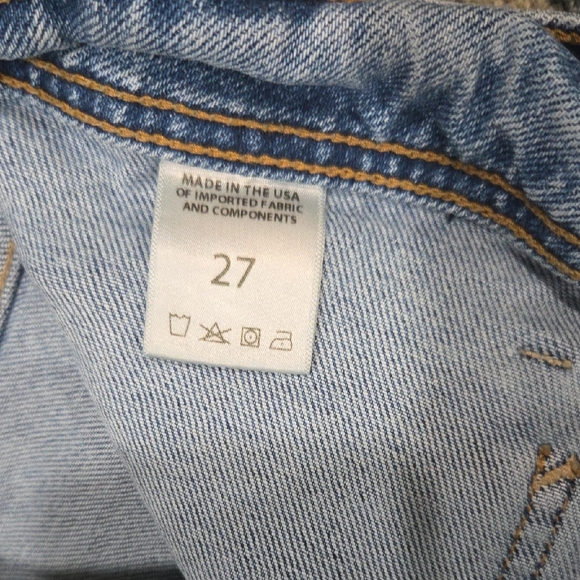 MADE IN THE USA
OF IMPORTED FABRIC
AND COMPONENTS
27